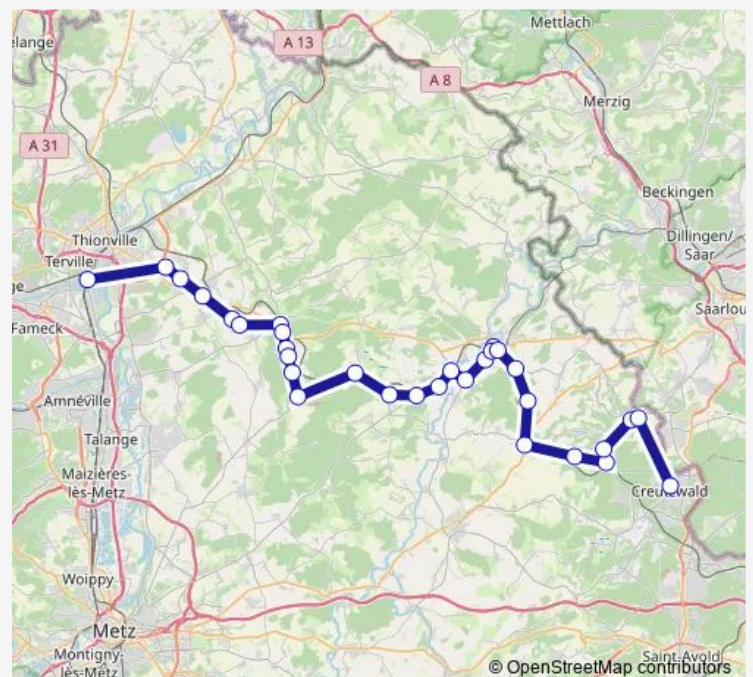 Mettlach
elange
A 13
A 8
Merzig
A 31
Beckingen
Thionville
Terville
Dillingen/
Saar
ge
Saarlou
Fameck
Amnéville
Talange
Maizières-
lès-Metz
Creutzwald
Woippy
Metz
Montigny-
lès-Metz
Saint-Avold
© OpenStreetMap contributors